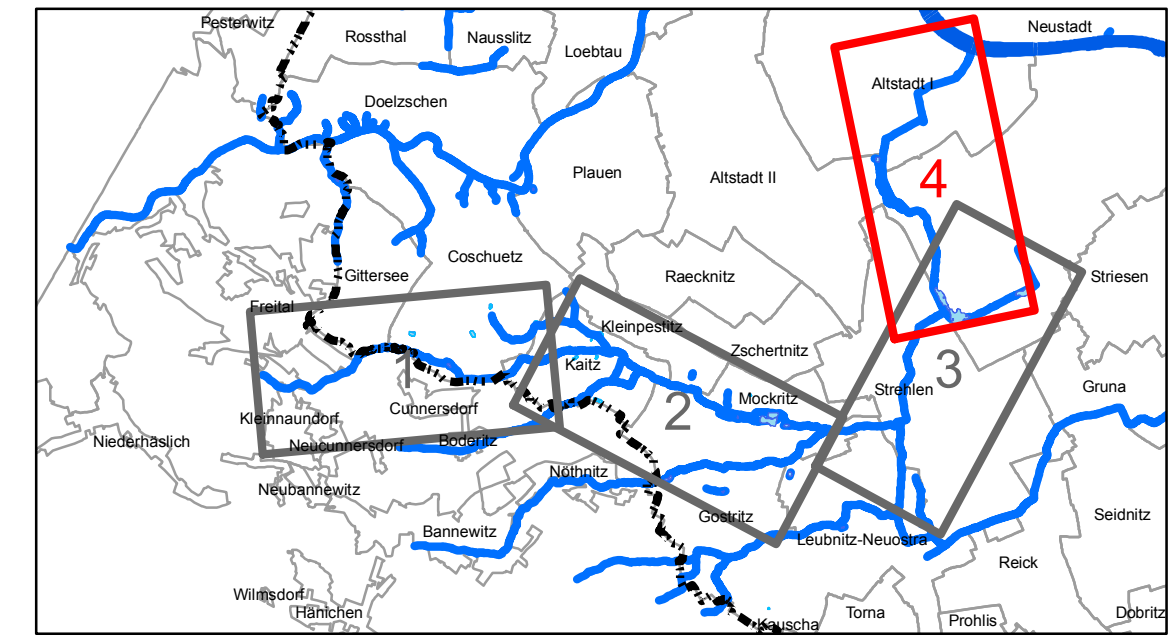 Pesterwitz
Rossthal
Nausslitz
Neustadt
Loebtau
Altstadt I
Doelzschen
Plauen
Altstadt II
4
Coschuetz
Gittersee
Raecknitz
Striesen
Freital
Kleinpestitz
Zschertnitz
Kaitz
1
3
Strehlen
Gruna
Mockritz
Cunnersdorf
2
Kleinnaundorf
Niederhäslich
Neucunnersdorf
Boderitz
Nöthnitz
Neubannewitz
Gostritz
Seidnitz
Bannewitz
Leubnitz-Neuostra
Reick
Wilmsdorf
Hänichen
Torna
Prohlis
Dobritz
Kauscha